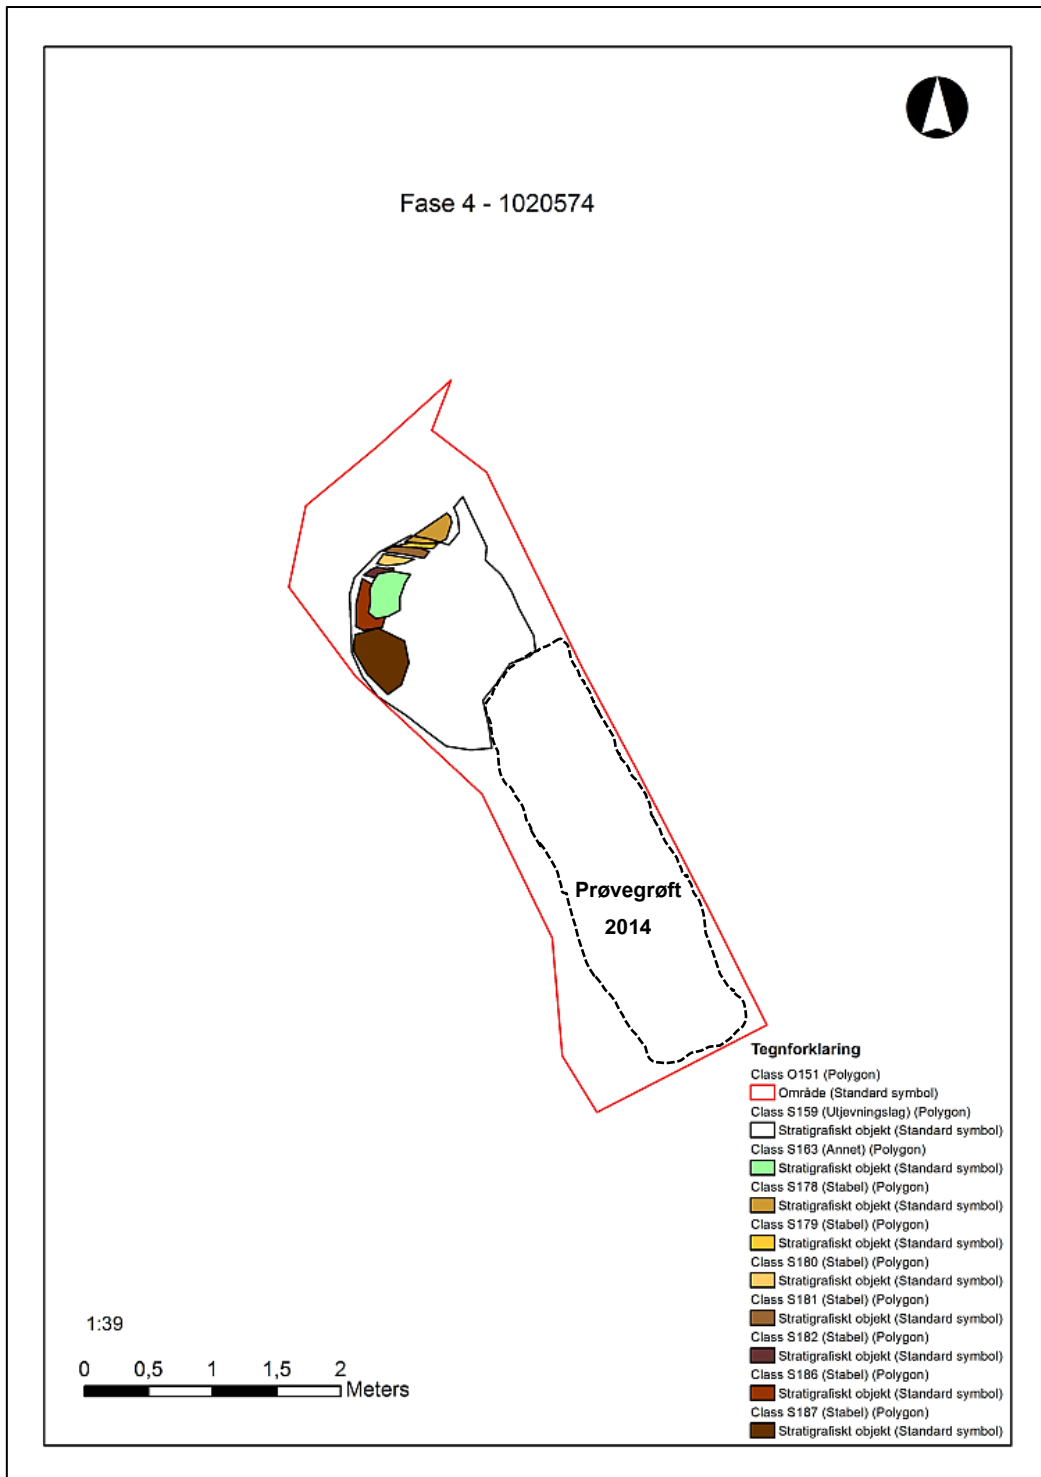 Fase 4 - 1020574
Prøvegrøft
2014
Tegnforklaring
Class O151 (Polygon)
Område (Standard symbol)
Class S159 (Utjevningslag) (Polygon)
Stratigrafiskt objekt (Standard symbol)
Class S163 (Annet) (Polygon)
Stratigrafiskt objekt (Standard symbol)
Class S178 (Stabel) (Polygon)
Stratigrafiskt objekt (Standard symbol)
Class S179 (Stabel) (Polygon)
Stratigrafiskt objekt (Standard symbol)
Class S180 (Stabel) (Polygon)
Stratigrafiskt objekt (Standard symbol)
Class S181 (Stabel) (Polygon)
Stratigrafiskt objekt (Standard symbol)
Class S182 (Stabel) (Polygon)
Stratigrafiskt objekt (Standard symbol)
Class S186 (Stabel) (Polygon)
Stratigrafiskt objekt (Standard symbol)
Class S187 (Stabel) (Polygon)
Stratigrafiskt objekt (Standard symbol)
1:39
0 0,5 1 1,5 2
Meters